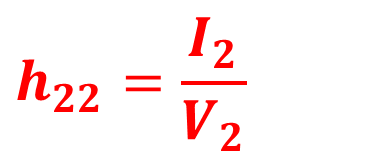 h₂₂ = I₂ / V₂